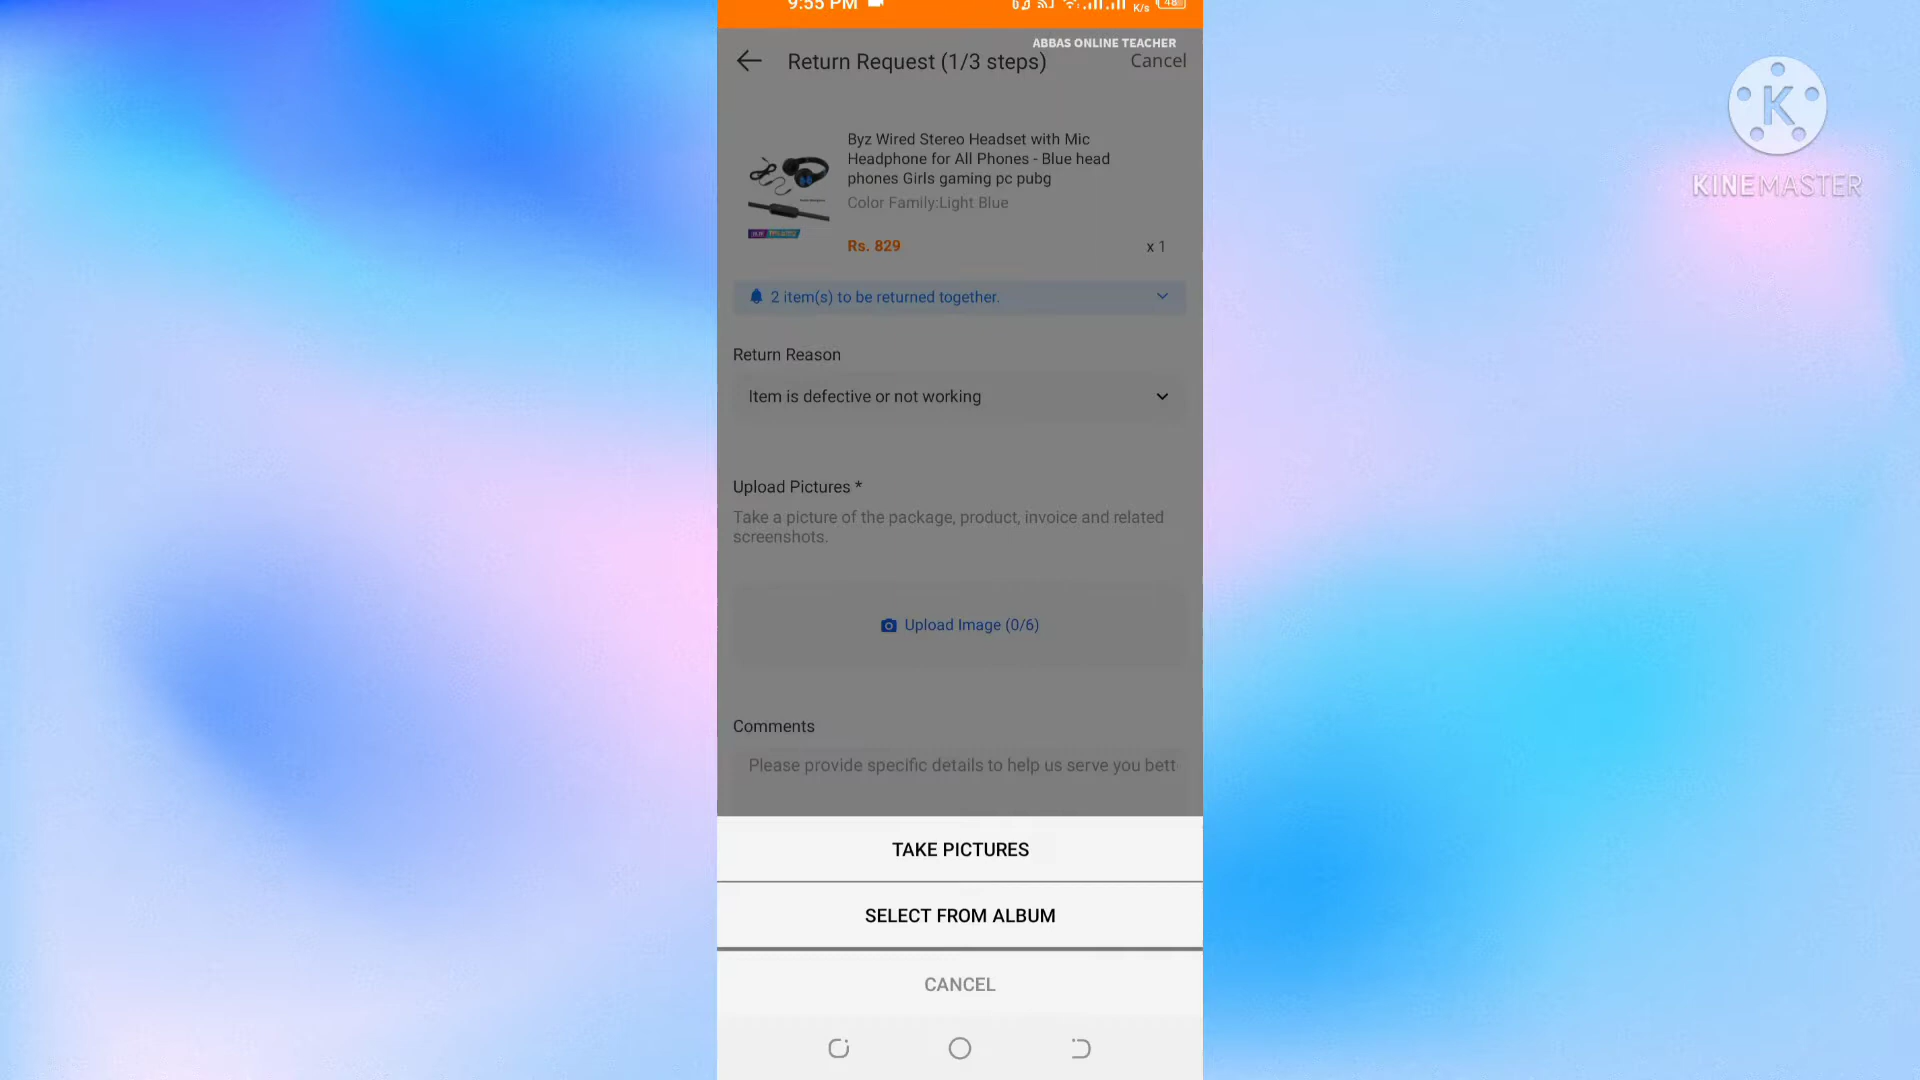 9:55 PM
K/s
48
ABBAS ONLINE TEACHER
Return Request (1/3 steps)
Cancel
Byz Wired Stereo Headset with Mic
Headphone for All Phones - Blue head
phones Girls gaming pc pubg
Color Family:Light Blue
Rs. 829
x 1
2 item(s) to be returned together.
Return Reason
Item is defective or not working
Upload Pictures *
Take a picture of the package, product, invoice and related
screenshots.
Upload Image (0/6)
Comments
Please provide specific details to help us serve you bett
TAKE PICTURES
SELECT FROM ALBUM
CANCEL
K
KINEMASTER